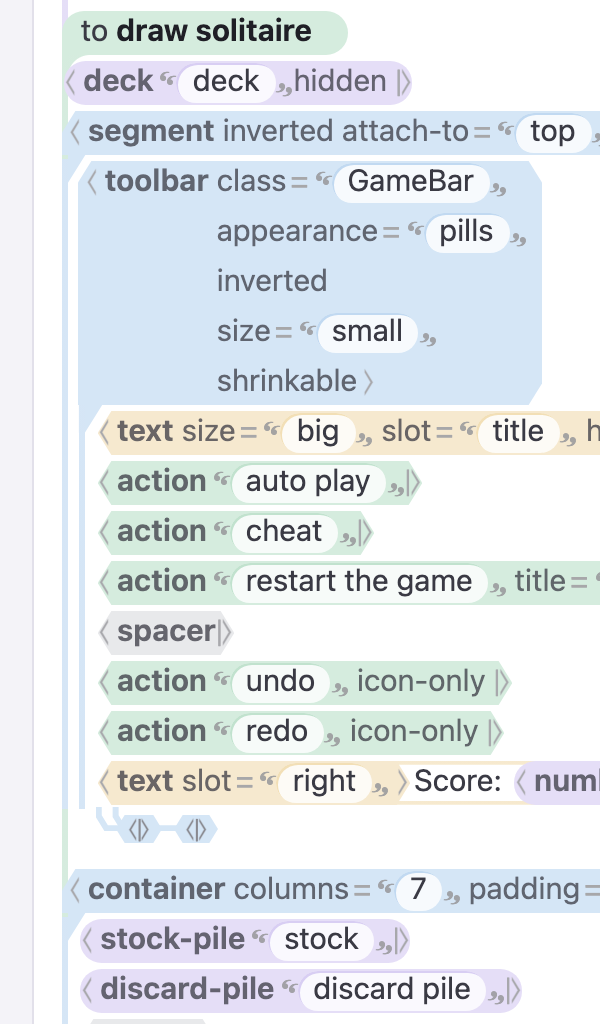 to draw solitaire
⟨ deck “ deck „ hidden |⟩
⟨ segment inverted attach-to = “ top „
⟨ toolbar class = “ GameBar „
appearance = “ pills „
inverted
size = “ small „
shrinkable ⟩
⟨ text size = “ big „ slot = “ title „ h
⟨ action “ auto play „ |⟩
⟨ action “ cheat „ |⟩
⟨ action “ restart the game „ title = “
⟨ spacer |⟩
⟨ action “ undo „ icon-only |⟩
⟨ action “ redo „ icon-only |⟩
⟨ text slot = “ right „ ⟩ Score: ⟨ num
⟨|⟩ ⟨|⟩
⟨ container columns = “ 7 „ padding =
⟨ stock-pile “ stock „ |⟩
⟨ discard-pile “ discard pile „ |⟩